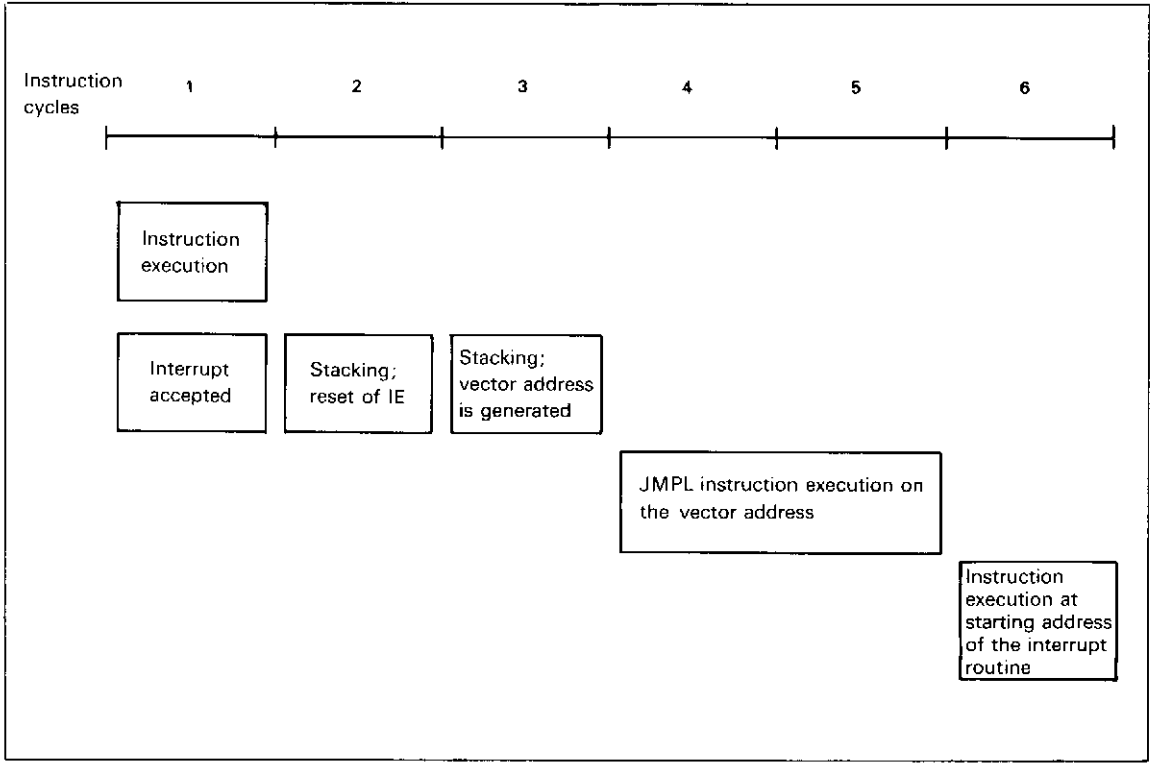 Instruction
cycles
1 2 3 4 5 6
Instruction
execution
Interrupt
accepted
Stacking;
reset of IE
Stacking;
vector address
is generated
JMPL instruction execution on
the vector address
Instruction
execution at
starting address
of the interrupt
routine